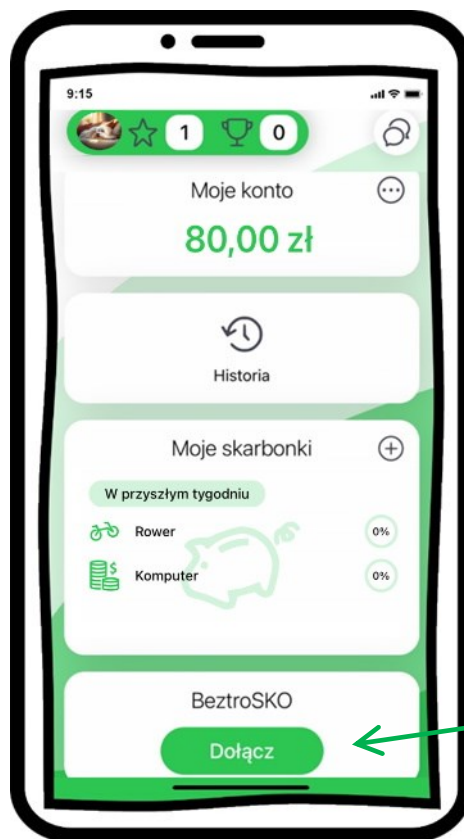 9:15
1 0
Moje konto
80,00 zł
Historia
Moje skarbonki
W przyszłym tygodniu
Rower 0%
$
Komputer 0%
BeztroSKO
Dołącz